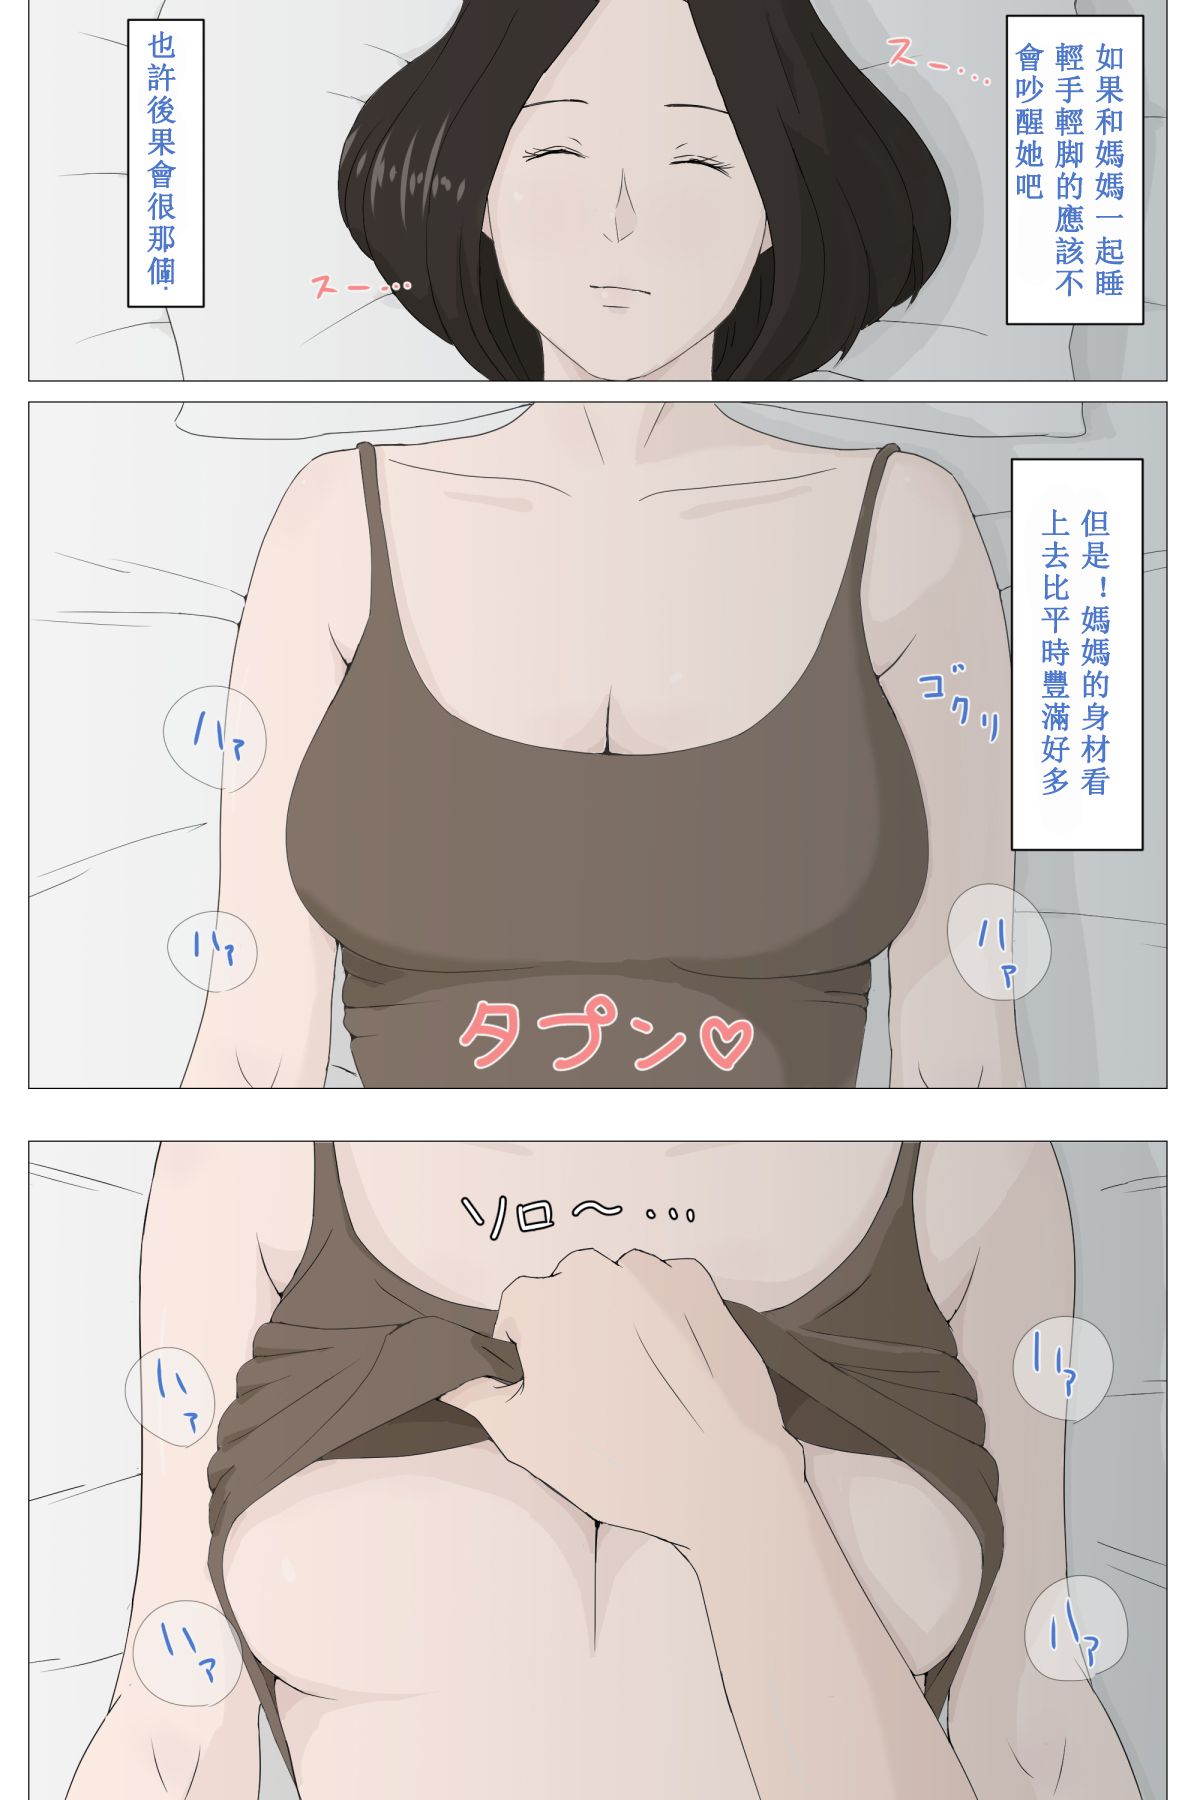 如果和媽媽一起睡
輕手輕脚的應該不
會吵醒她吧
スー…
也許後果會很那個…
スー…
但是！媽媽的身材看
上去比平時豐滿好多
ゴクリ
ハァ
ハァ
ハァ
タプン♡
ソロ〜…
ハァ
ハァ
ハァ
ハァ